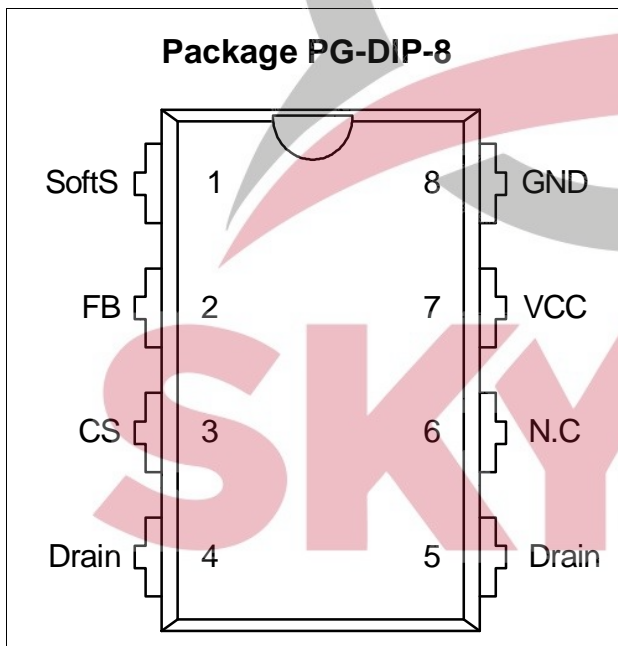 Package PG-DIP-8
SoftS 1 8 GND
FB 2 7 VCC
CS 3 6 N.C
Drain 4 5 Drain
SKY